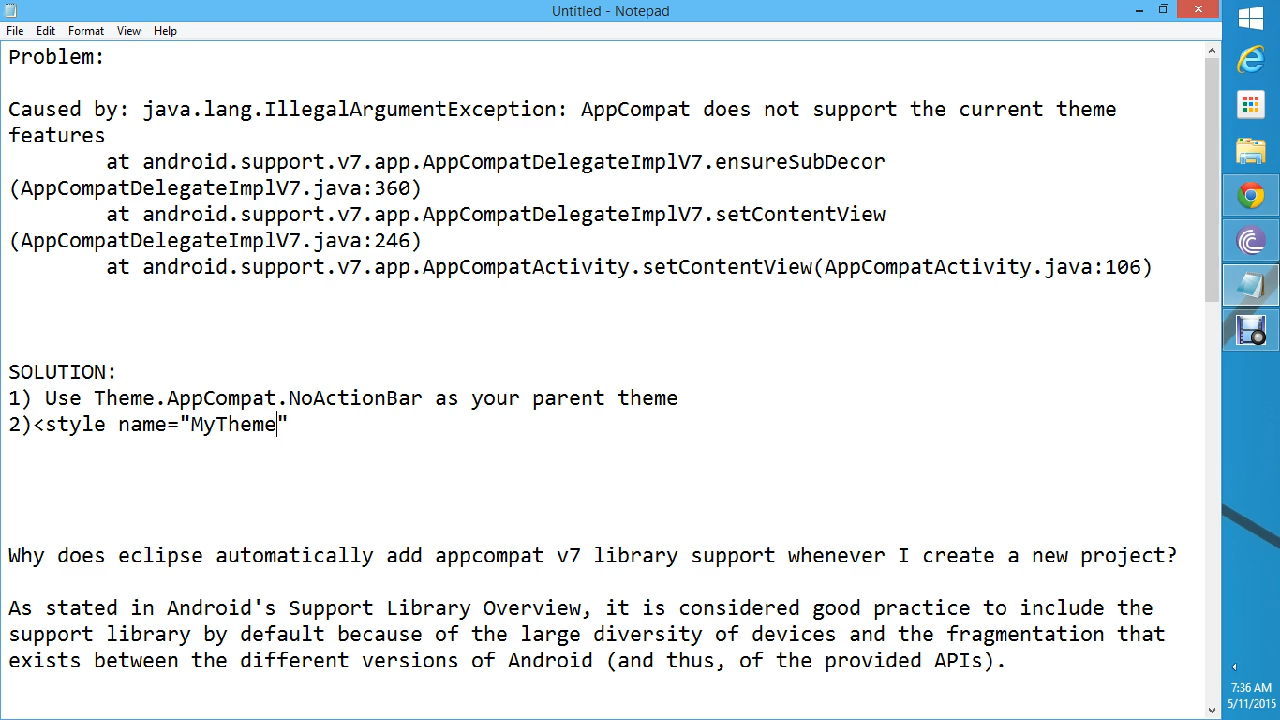 Untitled - Notepad
File Edit Format View Help
Problem:
Caused by: java.lang.IllegalArgumentException: AppCompat does not support the current theme
features
at android.support.v7.app.AppCompatDelegateImplV7.ensureSubDecor
(AppCompatDelegateImplV7.java:360)
at android.support.v7.app.AppCompatDelegateImplV7.setContentView
(AppCompatDelegateImplV7.java:246)
at android.support.v7.app.AppCompatActivity.setContentView(AppCompatActivity.java:106)
SOLUTION:
1) Use Theme.AppCompat.NoActionBar as your parent theme
2)<style name="MyTheme"
Why does eclipse automatically add appcompat v7 library support whenever I create a new project?
As stated in Android's Support Library Overview, it is considered good practice to include the
support library by default because of the large diversity of devices and the fragmentation that
exists between the different versions of Android (and thus, of the provided APIs).
7:36 AM
5/11/2015